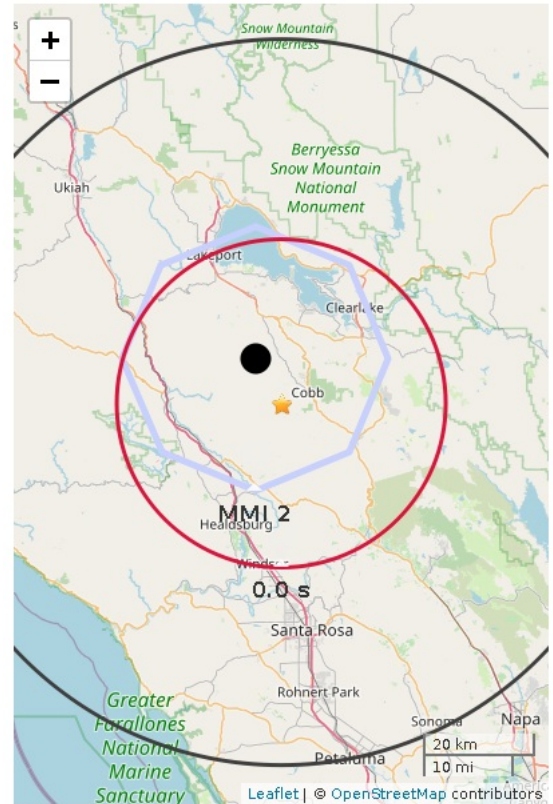 +
Snow Mountain
Wilderness
−
Berryessa
Snow Mountain
National
Monument
Ukiah
Lakeport
Clearlake
Cobb
MMI 2
Healdsburg
Windsor
0.0 s
Santa Rosa
Rohnert Park
Greater
Farallones
National
Marine
Sanctuary
Sonoma
Napa
20 km
Petaluma
10 mi
Leaflet | © OpenStreetMap contributors